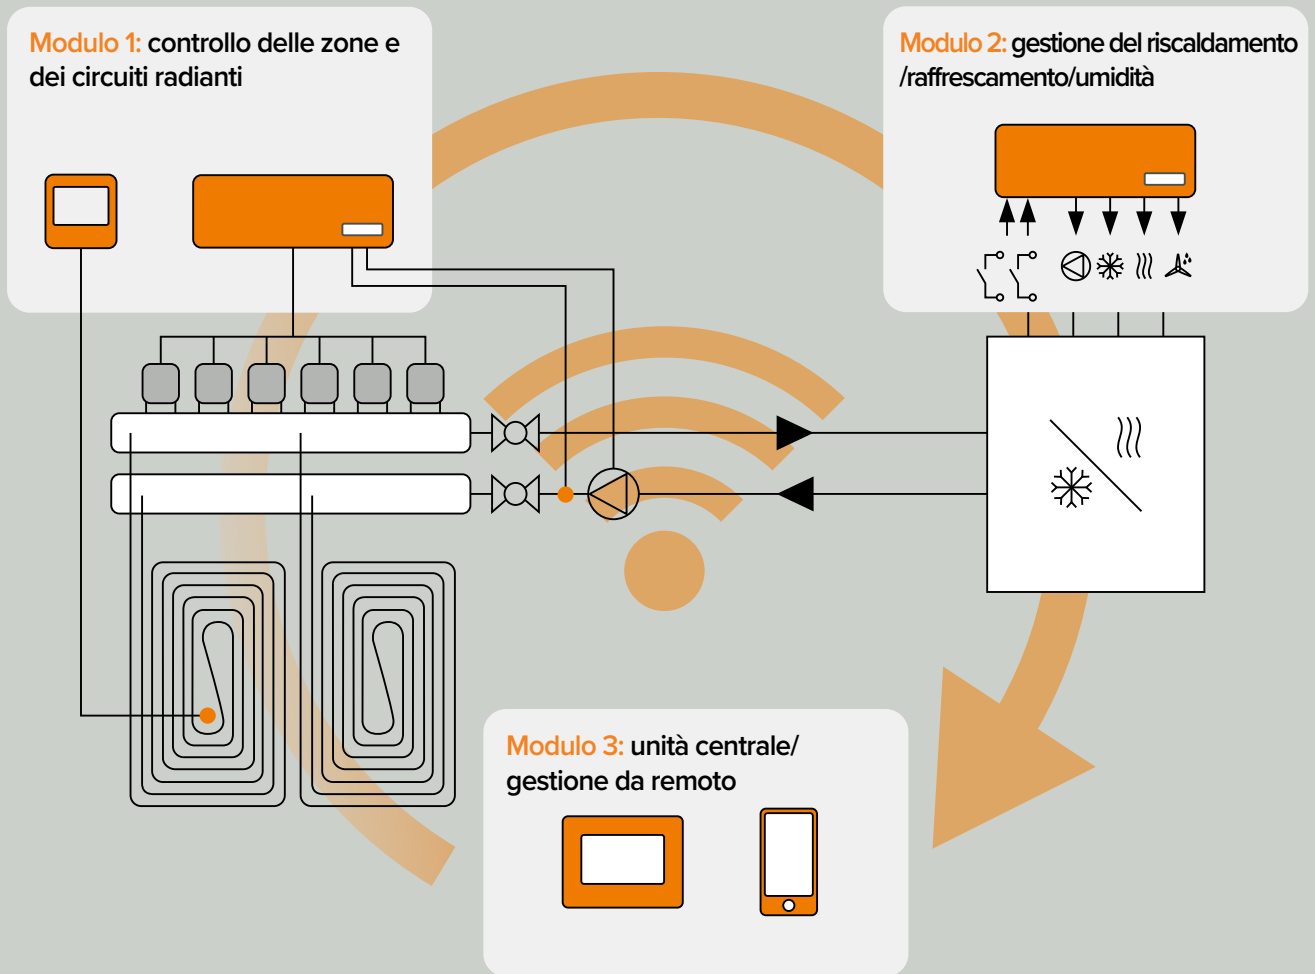 Modulo 1: controllo delle zone e
dei circuiti radianti
Modulo 2: gestione del riscaldamento
/raffrescamento/umidità
Modulo 3: unità centrale/
gestione da remoto